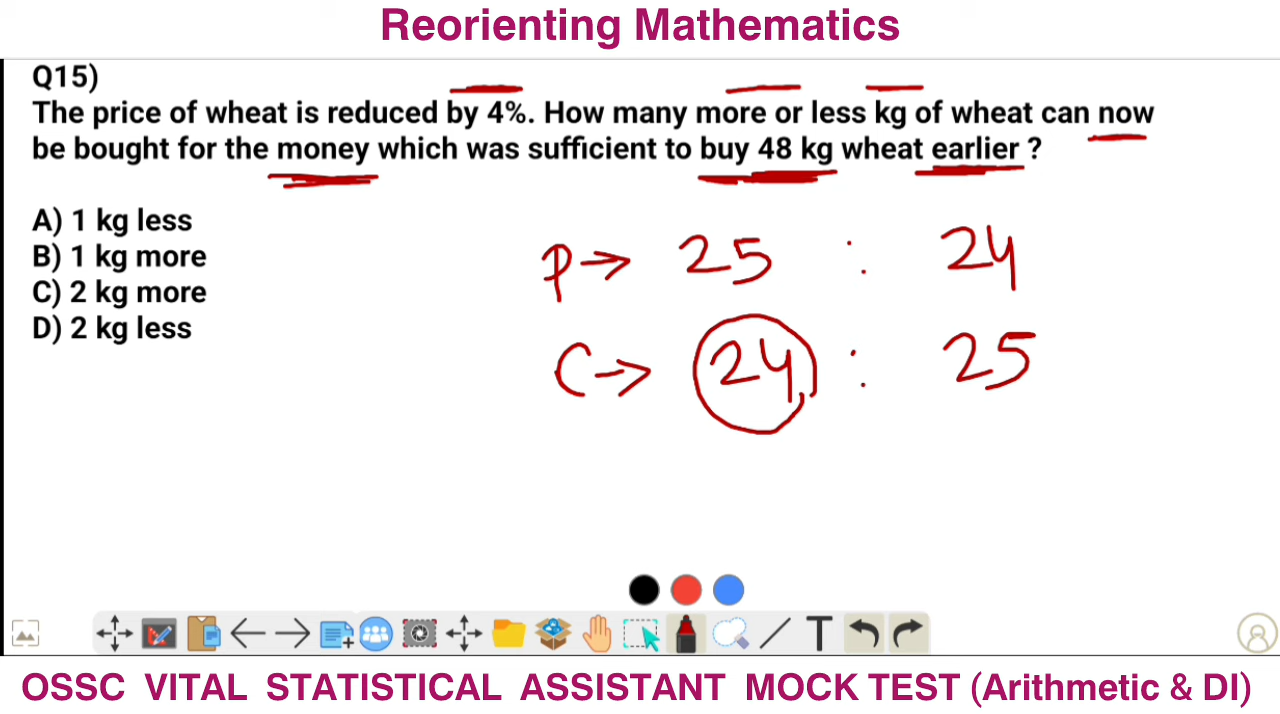 Reorienting Mathematics
Q15)
The price of wheat is reduced by 4%. How many more or less kg of wheat can now
be bought for the money which was sufficient to buy 48 kg wheat earlier ?
A) 1 kg less
B) 1 kg more
C) 2 kg more
D) 2 kg less
P → 25 : 24
C → 24 : 25
T
OSSC VITAL STATISTICAL ASSISTANT MOCK TEST (Arithmetic & DI)